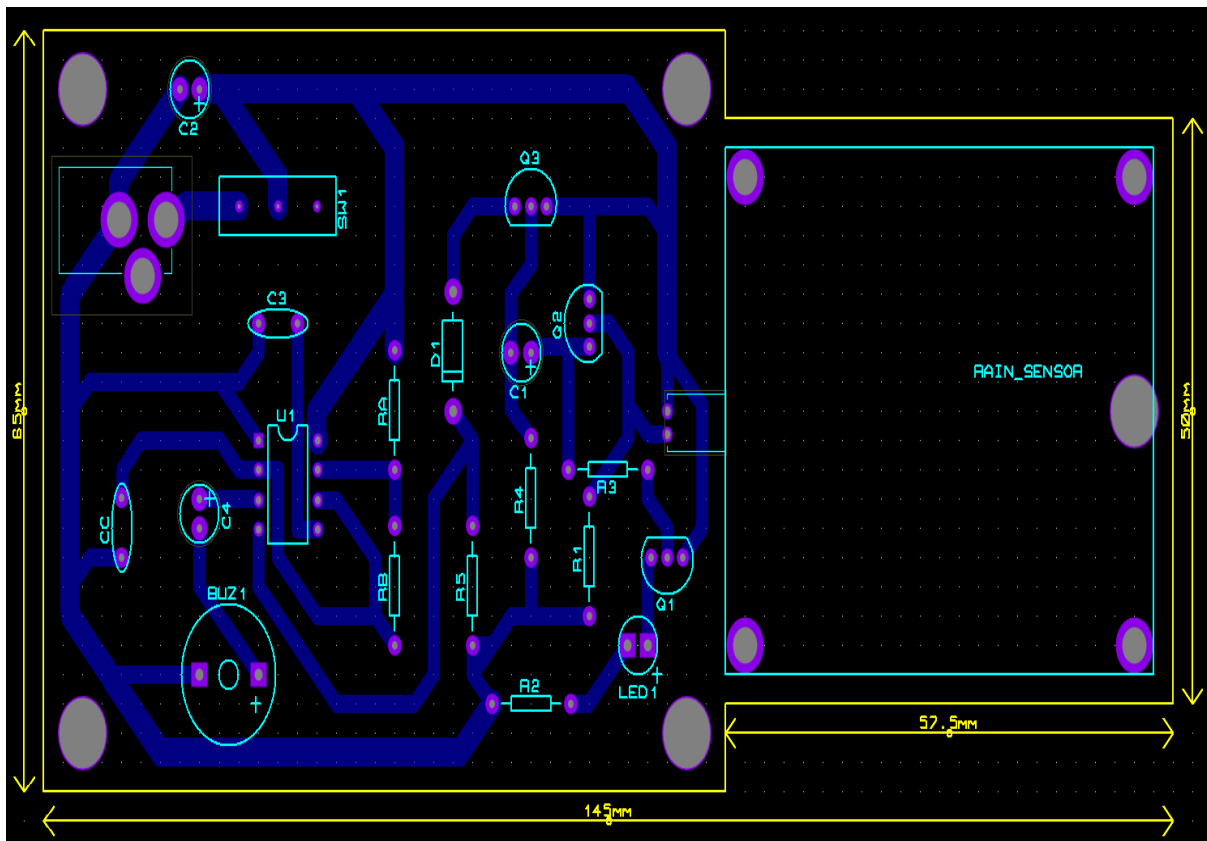 C2
Q3
SW1
C3
D1
Q2
C1
RAIN_SENSOR
RA
U1
R4
R3
CC
C4
R1
RB
R5
BUZ1
Q1
R2
LED1
85mm
50mm
57.5mm
145mm